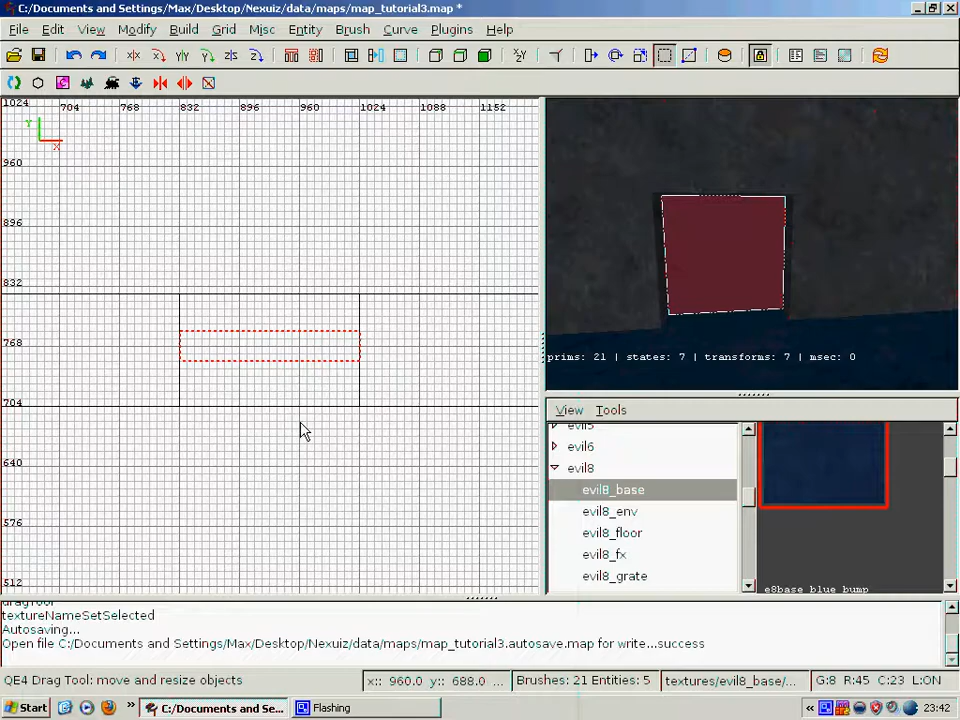 C:/Documents and Settings/Max/Desktop/Nexuiz/data/maps/map_tutorial3.map *
File Edit View Modify Build Grid Misc Entity Brush Curve Plugins Help
1024 704 768 832 896 960 1024 1088 1152
Y
X
960
896
832
768
704
640
576
512
prims: 21 | states: 7 | transforms: 7 | msec: 0
View Tools
evil5
evil6
evil8
evil8_base
evil8_env
evil8_floor
evil8_fx
evil8_grate
e8base blue bump
dragTool
textureNameSetSelected
Autosaving...
Open file C:/Documents and Settings/Max/Desktop/Nexuiz/data/maps/map_tutorial3.autosave.map for write...success
QE4 Drag Tool: move and resize objects
x:: 960.0 y:: 688.0 ...
Brushes: 21 Entities: 5
textures/evil8_base/...
G:8 R:45 C:23 L:ON
Start
C:/Documents and Se...
Flashing
23:42